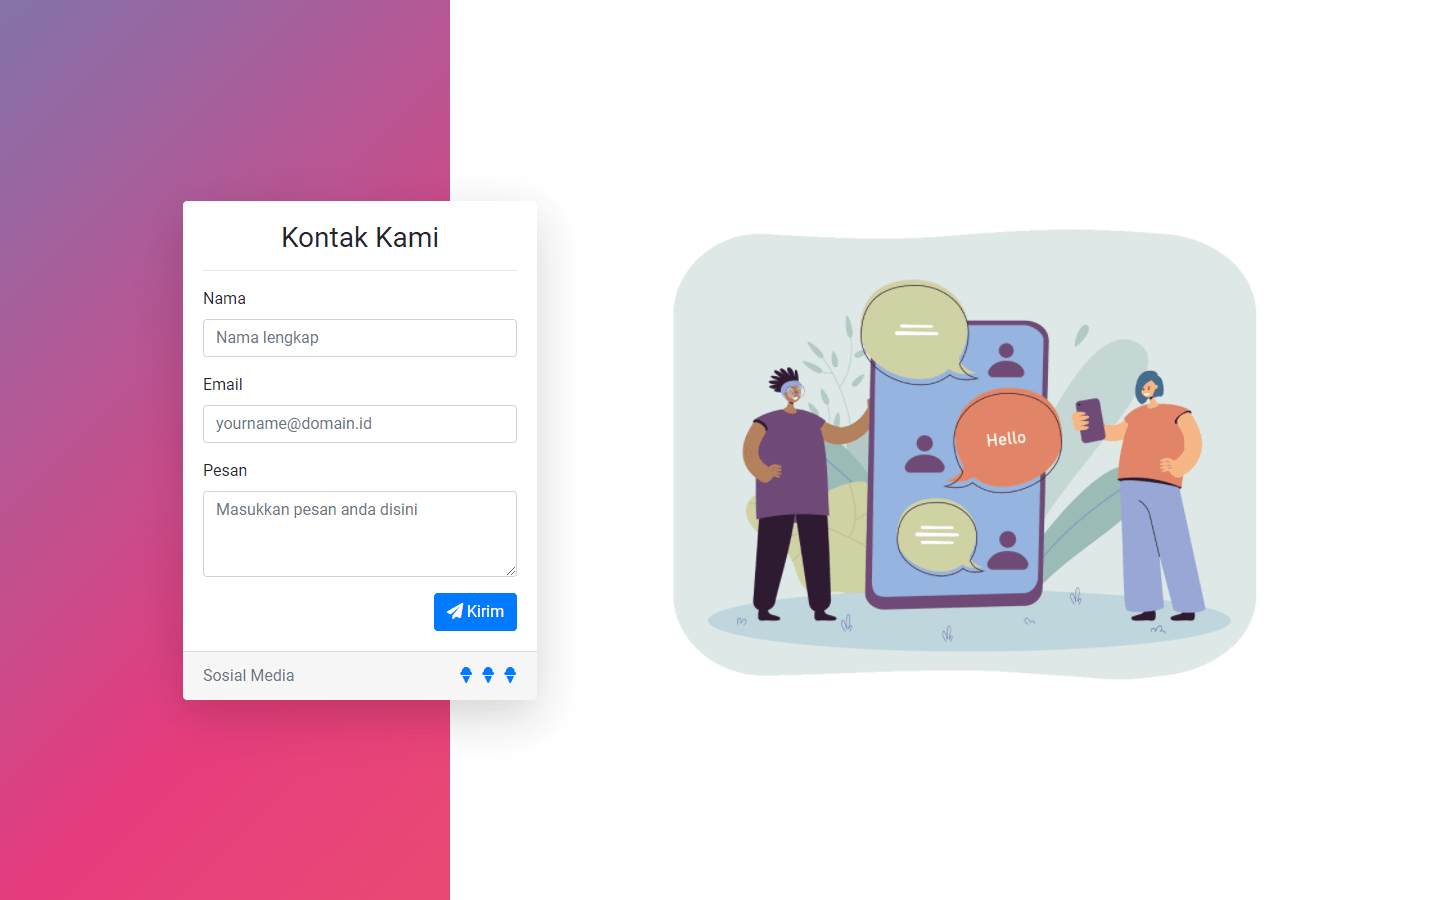 Kontak Kami
Nama
Nama lengkap
Email
yourname@domain.id
Pesan
Masukkan pesan anda disini
Kirim
Sosial Media
Hello